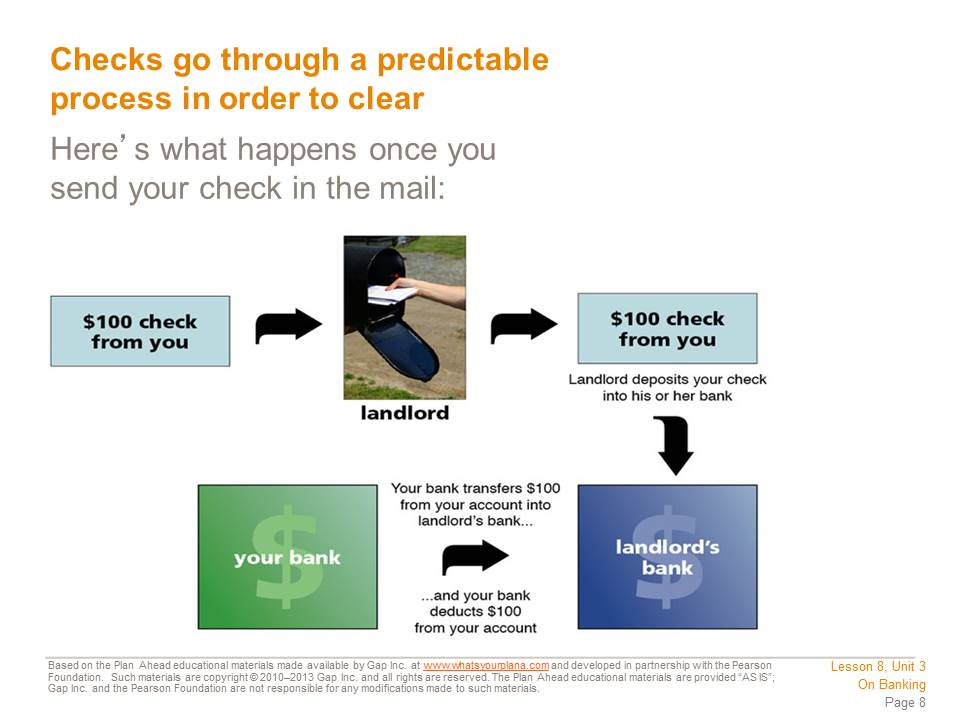 Checks go through a predictable
process in order to clear
Here’s what happens once you
send your check in the mail:
$100 check
from you
landlord
$100 check
from you
Landlord deposits your check
into his or her bank
your bank
Your bank transfers $100
from your account into
landlord’s bank...
...and your bank
deducts $100
from your account
landlord’s
bank
Based on the Plan Ahead educational materials made available by Gap Inc. at www.whatsyourplana.com and developed in partnership with the Pearson
Foundation. Such materials are copyright © 2010–2013 Gap Inc. and all rights are reserved. The Plan Ahead educational materials are provided “AS IS”;
Gap Inc. and the Pearson Foundation are not responsible for any modifications made to such materials.
Lesson 8, Unit 3
On Banking
Page 8